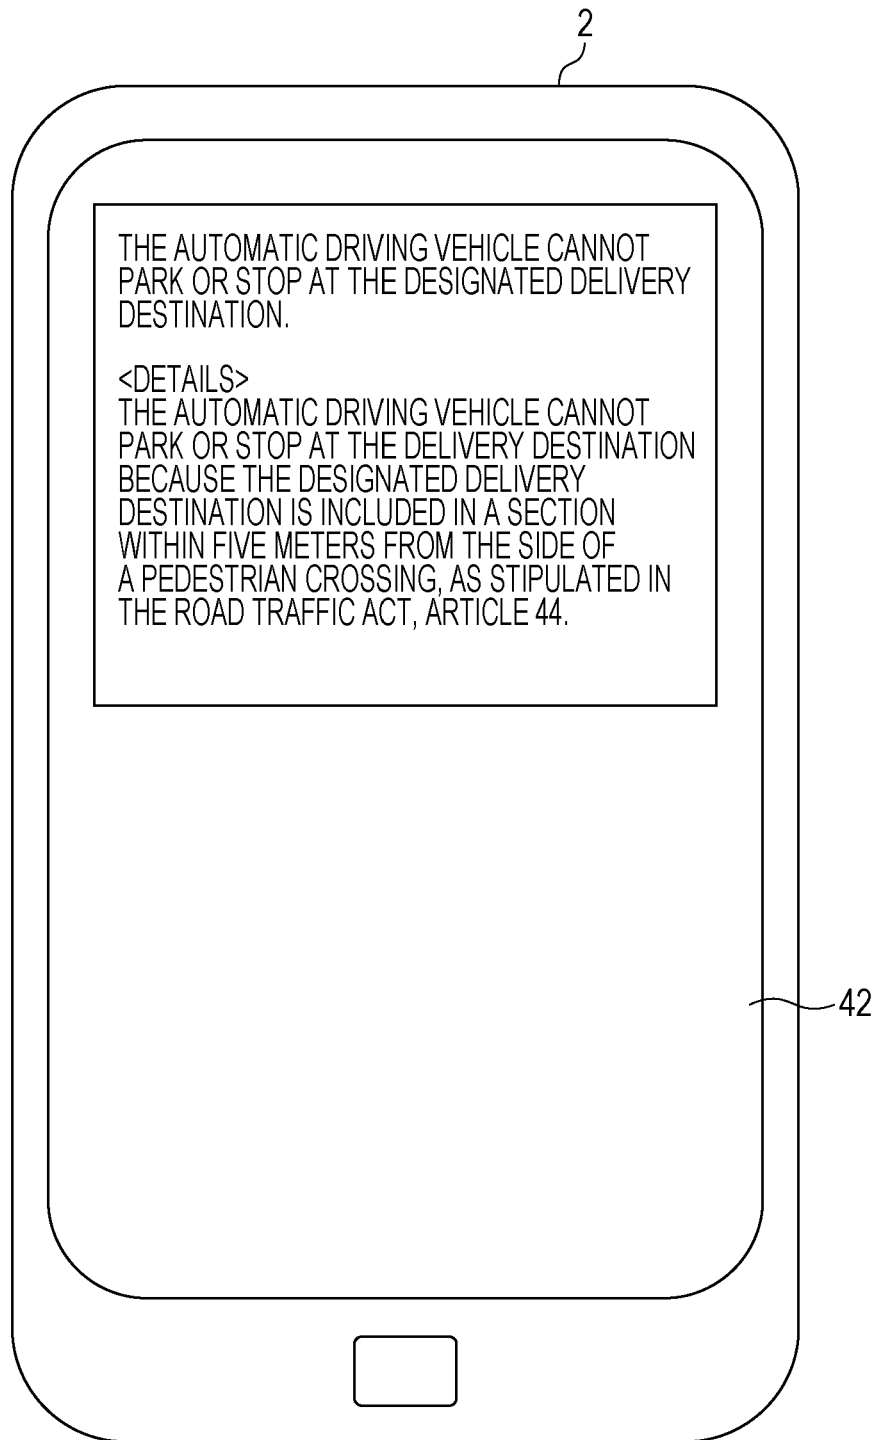 2
THE AUTOMATIC DRIVING VEHICLE CANNOT
PARK OR STOP AT THE DESIGNATED DELIVERY
DESTINATION.
<DETAILS>
THE AUTOMATIC DRIVING VEHICLE CANNOT
PARK OR STOP AT THE DELIVERY DESTINATION
BECAUSE THE DESIGNATED DELIVERY
DESTINATION IS INCLUDED IN A SECTION
WITHIN FIVE METERS FROM THE SIDE OF
A PEDESTRIAN CROSSING, AS STIPULATED IN
THE ROAD TRAFFIC ACT, ARTICLE 44.
42